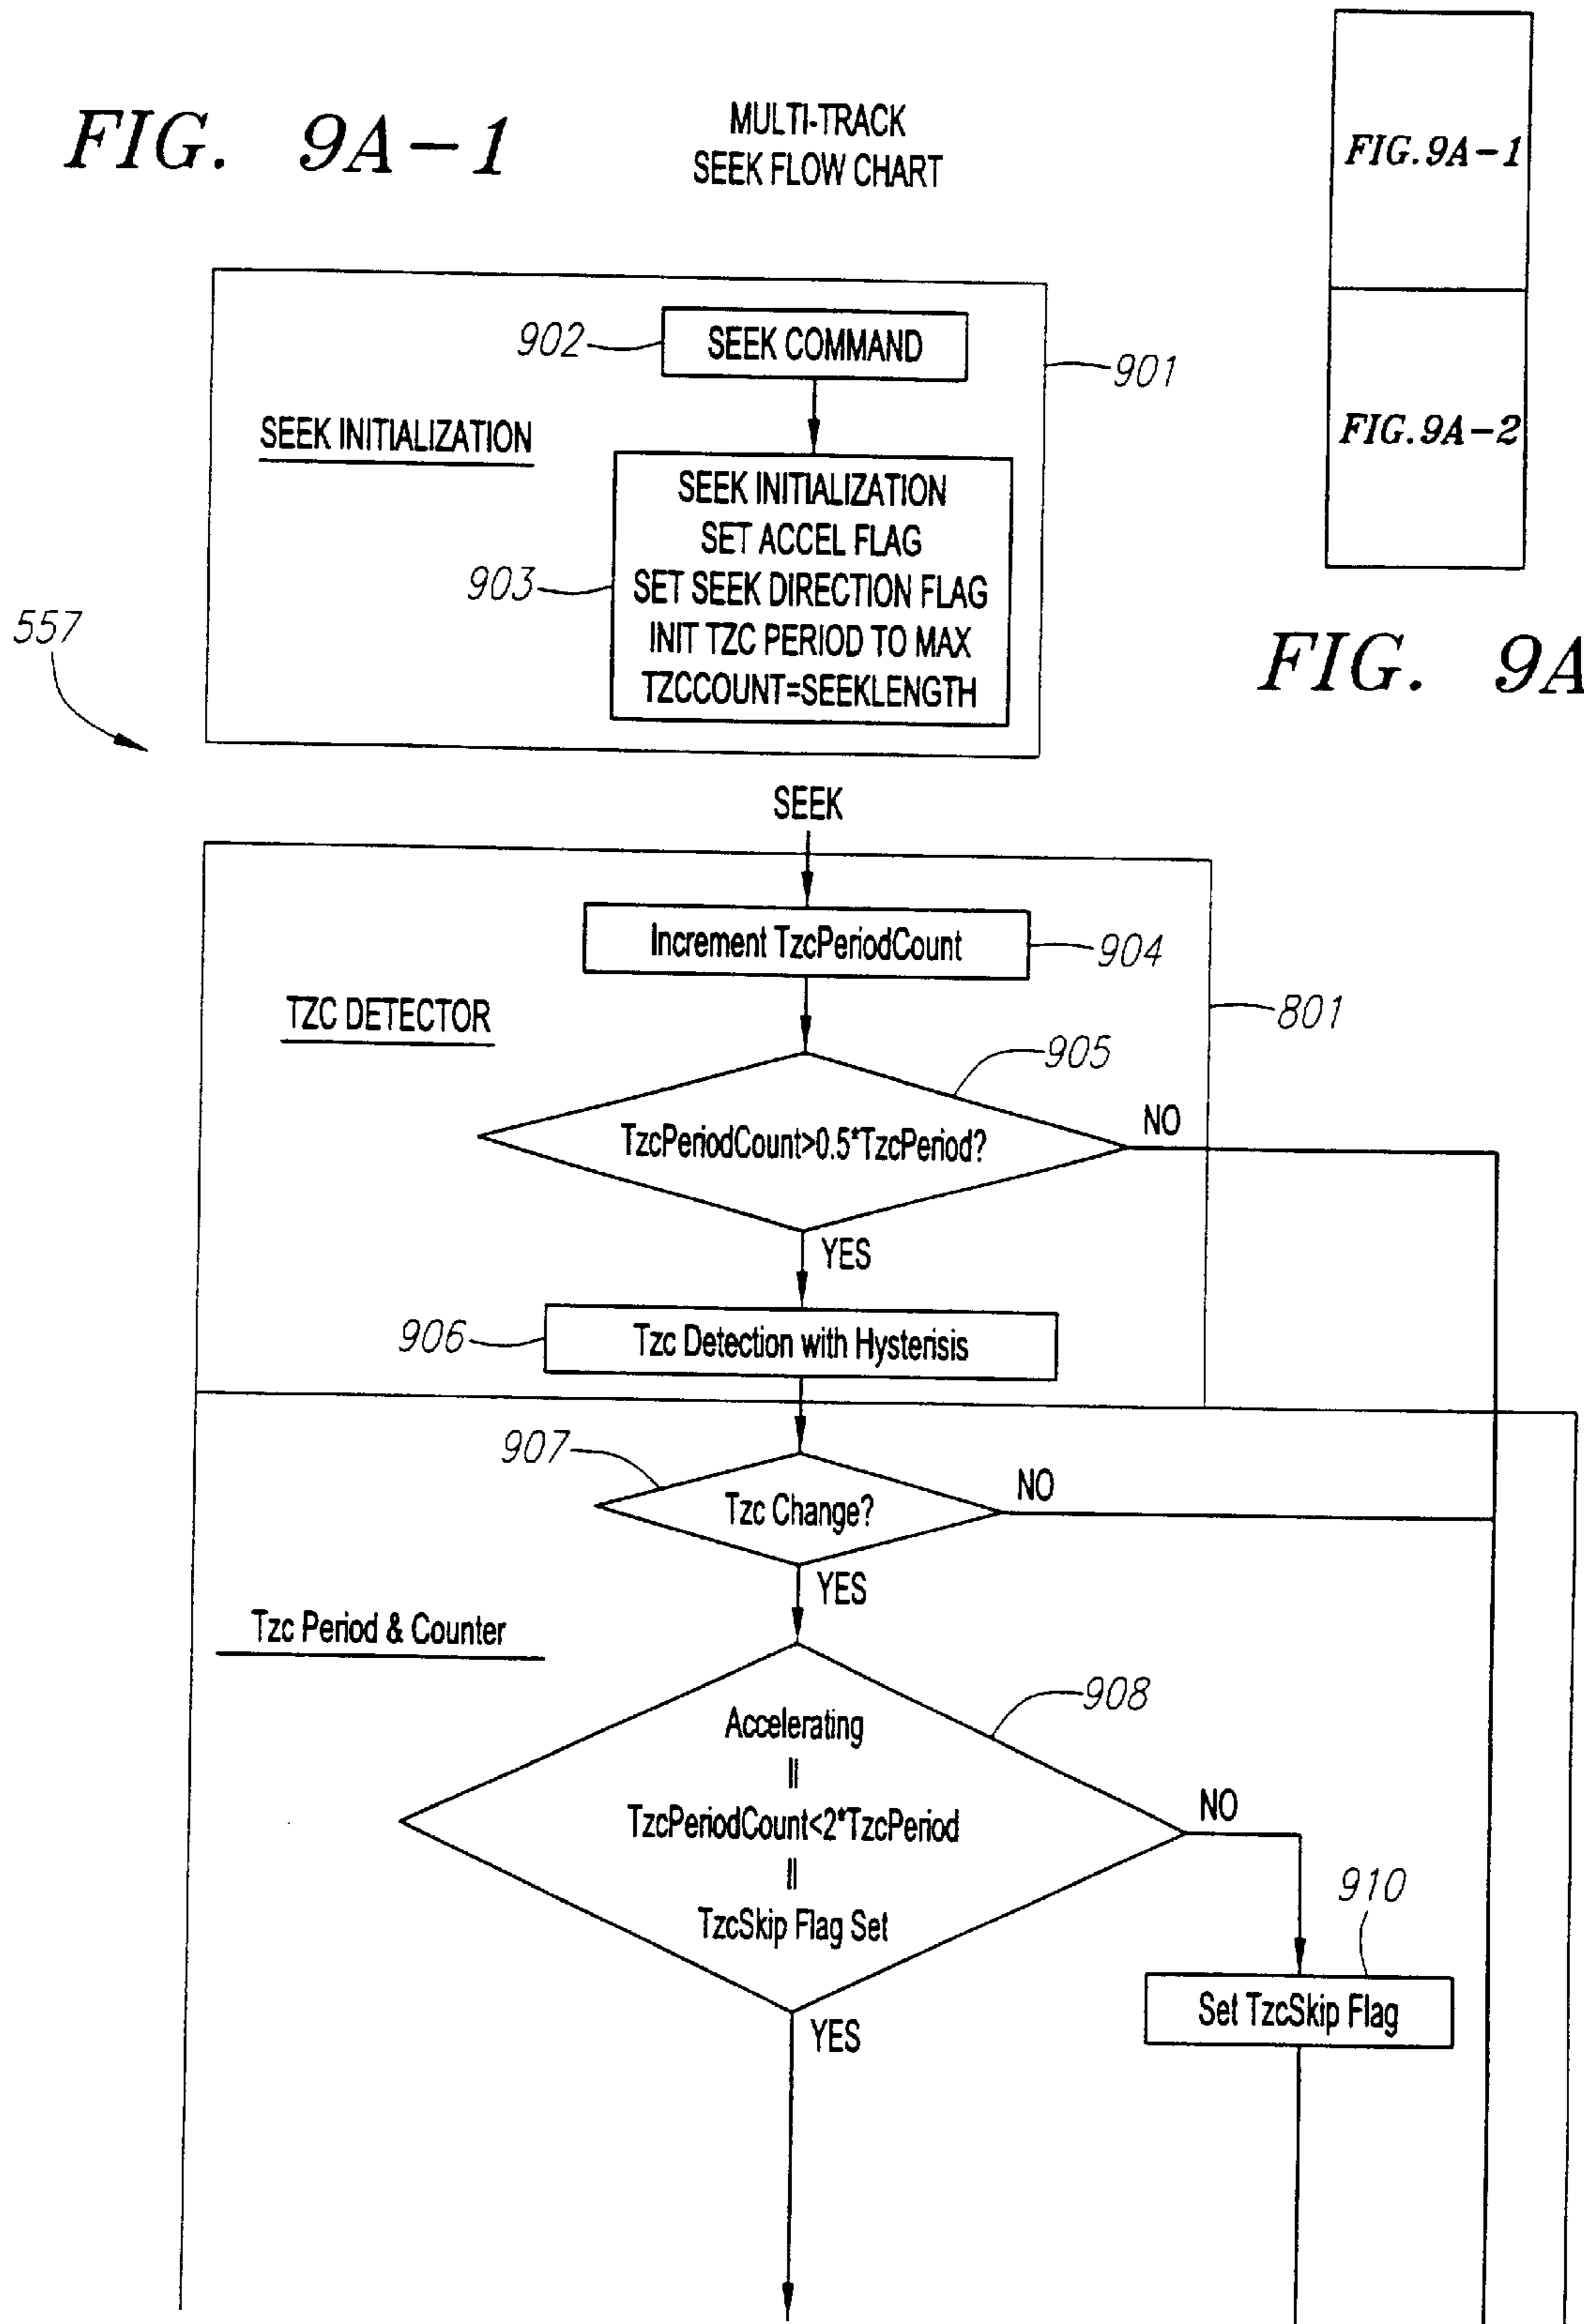 FIG. 9A-1
MULTI-TRACK
SEEK FLOW CHART
FIG.9A-1
FIG.9A-2
FIG. 9A
557
901
902
SEEK COMMAND
SEEK INITIALIZATION
903
SEEK INITIALIZATION
SET ACCEL FLAG
SET SEEK DIRECTION FLAG
INIT TZC PERIOD TO MAX
TZCCOUNT=SEEKLENGTH
SEEK
Increment TzcPeriodCount
904
TZC DETECTOR
801
905
TzcPeriodCount>0.5*TzcPeriod?
NO
YES
906
Tzc Detection with Hysterisis
907
Tzc Change?
NO
YES
Tzc Period & Counter
908
Accelerating
||
TzcPeriodCount<2*TzcPeriod
||
TzcSkip Flag Set
NO
YES
910
Set TzcSkip Flag